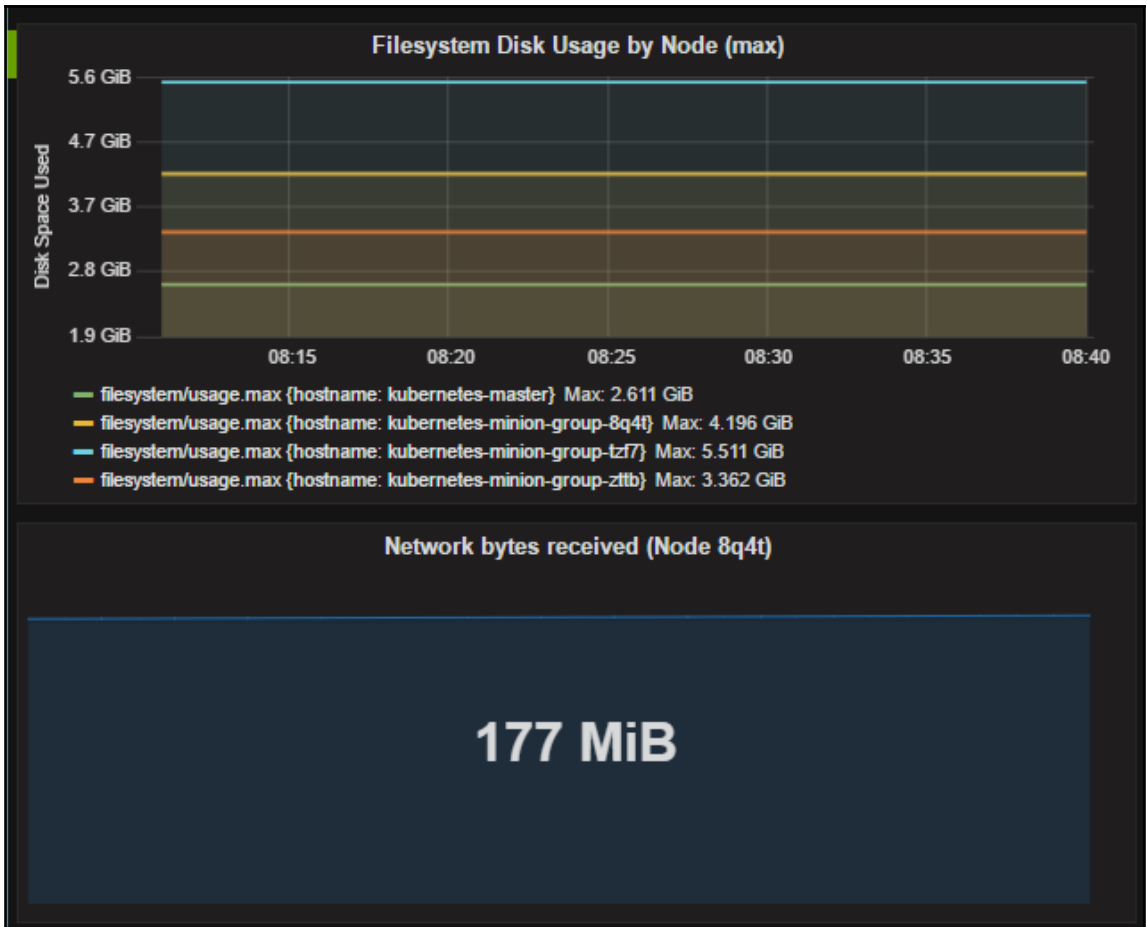 Filesystem Disk Usage by Node (max)
5.6 GiB
4.7 GiB
3.7 GiB
2.8 GiB
1.9 GiB
Disk Space Used
08:15 08:20 08:25 08:30 08:35 08:40
filesystem/usage.max {hostname: kubernetes-master} Max: 2.611 GiB
filesystem/usage.max {hostname: kubernetes-minion-group-8q4t} Max: 4.196 GiB
filesystem/usage.max {hostname: kubernetes-minion-group-tzf7} Max: 5.511 GiB
filesystem/usage.max {hostname: kubernetes-minion-group-zttb} Max: 3.362 GiB
Network bytes received (Node 8q4t)
177 MiB